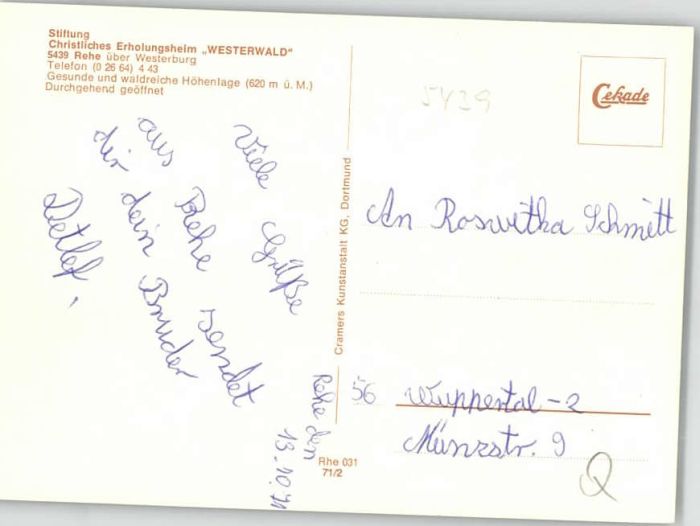 Stiftung
Christliches Erholungsheim „WESTERWALD"
5439 Rehe über Westerburg
Telefon (0 26 64) 4 43
Gesunde und waldreiche Höhenlage (620 m ü. M.)
Durchgehend geöffnet
Viele Grüße
aus Rehe sendet
dir dein Bruder
Detlef.
Rehe den
13.10.71
Cramers Kunstanstalt KG. Dortmund
Rhe 031
71/2
5439
Cekade
An Roswitha Schmitt
56 Wuppertal-2
Münzstr. 9
Q